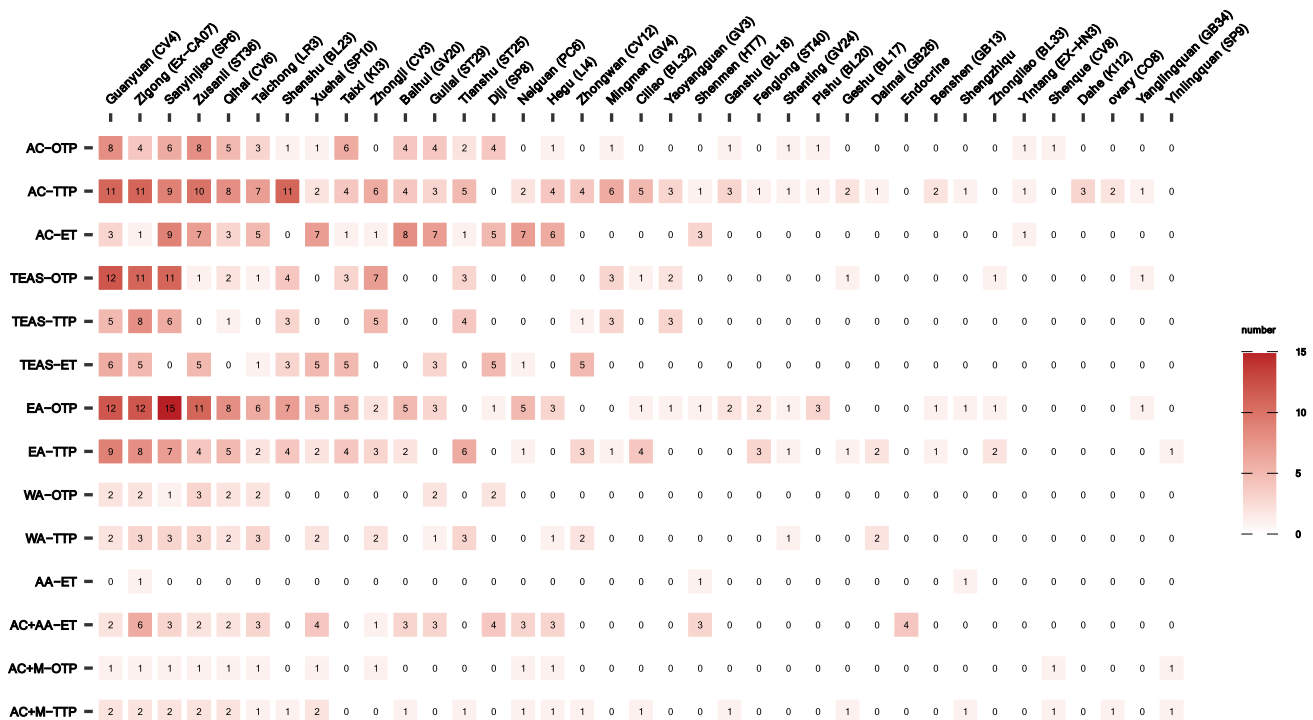 Guanyuan (CV4)
Zigong (Ex−CA07)
Sanyinjiao (SP6)
Zusanli (ST36)
Qihai (CV6)
Taichong (LR3)
Shenshu (BL23)
Xuehai (SP10)
Taixi (KI3)
Zhongji (CV3)
Baihui (GV20)
Guilai (ST29)
Tianshu (ST25)
Diji (SP8)
Neiguan (PC6)
Hegu (LI4)
Zhongwan (CV12)
Mingmen (GV4)
Ciliao (BL32)
Yaoyangguan (GV3)
Shenmen (HT7)
Ganshu (BL18)
Fenglong (ST40)
Shenting (GV24)
Pishu (BL20)
Geshu (BL17)
Daimai (GB26)
Endocrine
Benshen (GB13)
Shengzhiqu
Zhongliao (BL33)
Yintang (EX−HN3)
Shenque (CV8)
Dahe (K112)
ovary (CO8)
Yanglingquan (GB34)
Yinlingquan (SP9)
AC−OTP 8 4 6 8 5 3 1 1 6 0 4 4 2 4 0 1 0 1 0 0 0 1 0 1 1 0 0 0 0 0 0 1 1 0 0 0 0
AC−TTP 11 11 9 10 8 7 11 2 4 6 4 3 5 0 2 4 4 6 5 3 1 3 1 1 1 2 1 0 2 1 0 1 0 3 2 1 0
AC−ET 3 1 9 7 3 5 0 7 1 1 8 7 1 5 7 6 0 0 0 0 3 0 0 0 0 0 0 0 0 0 0 1 0 0 0 0 0
TEAS−OTP 12 11 11 1 2 1 4 0 3 7 0 0 3 0 0 0 0 3 1 2 0 0 0 0 0 1 0 0 0 0 1 0 0 0 0 1 0
TEAS−TTP 5 8 6 0 1 0 3 0 0 5 0 0 4 0 0 0 1 3 0 3 0 0 0 0 0 0 0 0 0 0 0 0 0 0 0 0 0
TEAS−ET 6 5 0 5 0 1 3 5 5 0 0 3 0 5 1 0 5 0 0 0 0 0 0 0 0 0 0 0 0 0 0 0 0 0 0 0 0
EA−OTP 12 12 15 11 8 6 7 5 5 2 5 3 0 1 5 3 0 0 1 1 1 2 2 1 3 0 0 0 1 1 1 0 0 0 0 1 0
EA−TTP 9 8 7 4 5 2 4 2 4 3 2 0 6 0 1 0 3 1 4 0 0 0 3 1 0 1 2 0 1 0 2 0 0 0 0 0 1
WA−OTP 2 2 1 3 2 2 0 0 0 0 0 2 0 2 0 0 0 0 0 0 0 0 0 0 0 0 0 0 0 0 0 0 0 0 0 0 0
WA−TTP 2 3 3 3 2 3 0 2 0 2 0 1 3 0 0 1 2 0 0 0 0 0 0 1 0 0 2 0 0 0 0 0 0 0 0 0 0
AA−ET 0 1 0 0 0 0 0 0 0 0 0 0 0 0 0 0 0 0 0 0 1 0 0 0 0 0 0 0 0 1 0 0 0 0 0 0 0
AC+AA−ET 2 6 3 2 2 3 0 4 0 1 3 3 0 4 3 3 0 0 0 0 3 0 0 0 0 0 0 4 0 0 0 0 0 0 0 0 0
AC+M−OTP 1 1 1 1 1 1 0 1 0 1 0 0 0 0 1 1 0 0 0 0 0 0 0 0 0 0 0 0 0 0 0 0 1 0 0 0 1
AC+M−TTP 2 2 2 2 2 1 1 2 0 0 1 0 1 0 1 1 1 0 1 0 0 1 0 0 0 1 0 0 0 1 0 0 1 0 1 0 1
number
15
10
5
0